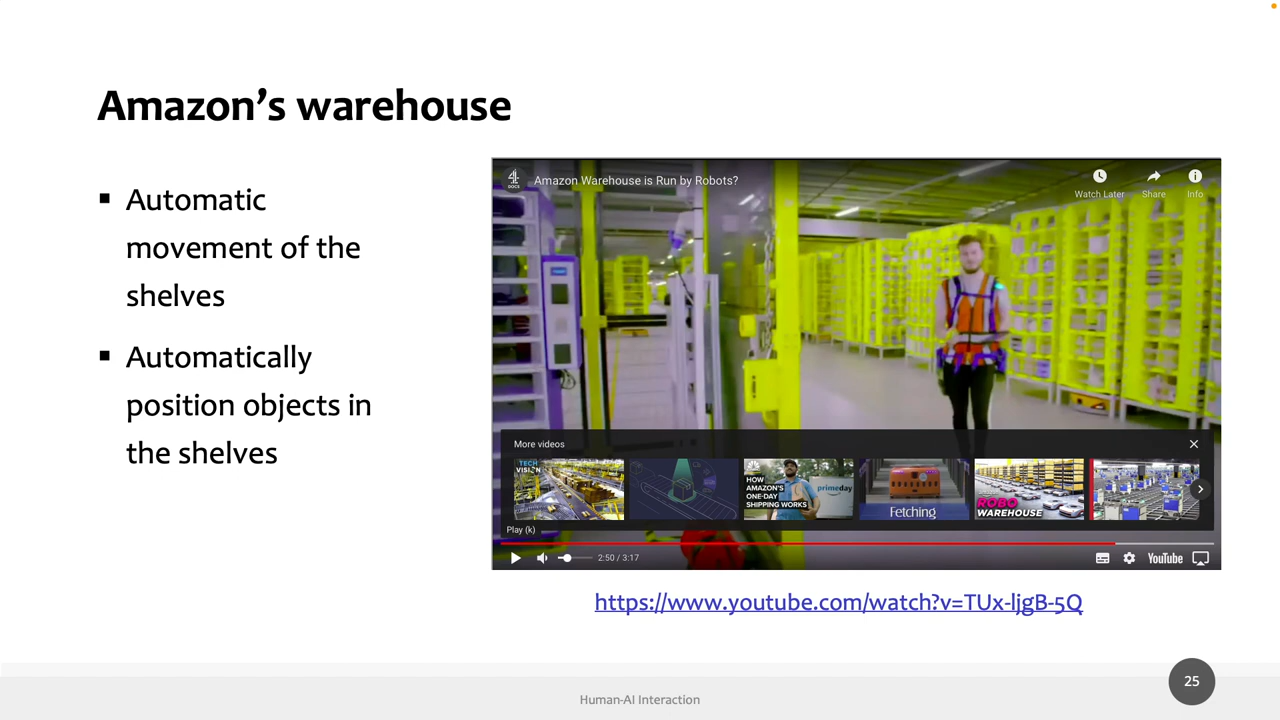 Amazon’s warehouse
▪ Automatic
movement of the
shelves
▪ Automatically
position objects in
the shelves
4
DOCS
Amazon Warehouse is Run by Robots?
Watch Later
Share
Info
More videos
TECH
VISION
HOW
AMAZON'S
ONE-DAY
SHIPPING WORKS
primeday
Fetching
ROBO
WAREHOUSE
Play (k)
2:50 / 3:17
YouTube
https://www.youtube.com/watch?v=TUx-ljgB-5Q
Human-AI Interaction
25